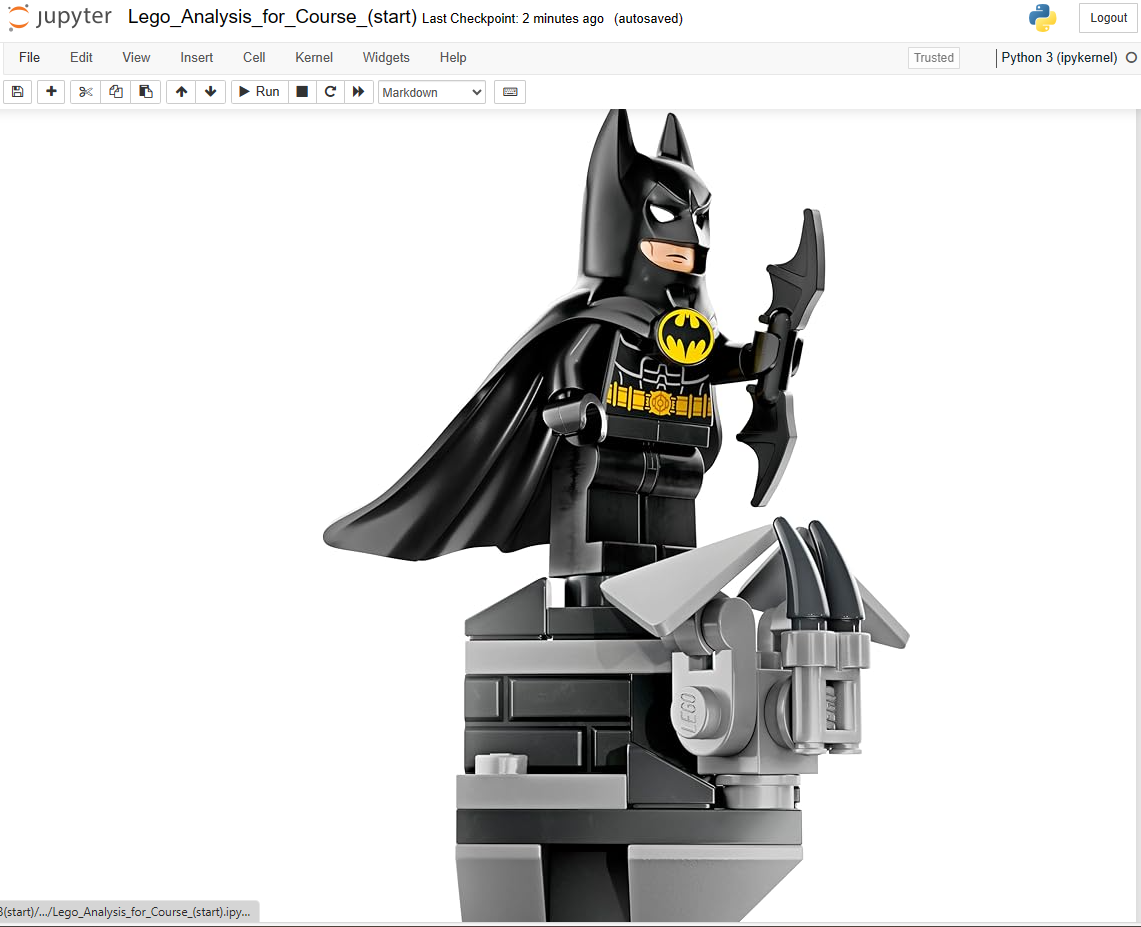 jupyter Lego_Analysis_for_Course_(start) Last Checkpoint: 2 minutes ago (autosaved) Logout
File Edit View Insert Cell Kernel Widgets Help Trusted Python 3 (ipykernel)
Run Markdown
LEGO
3(start)/.../Lego_Analysis_for_Course_(start).ipy...